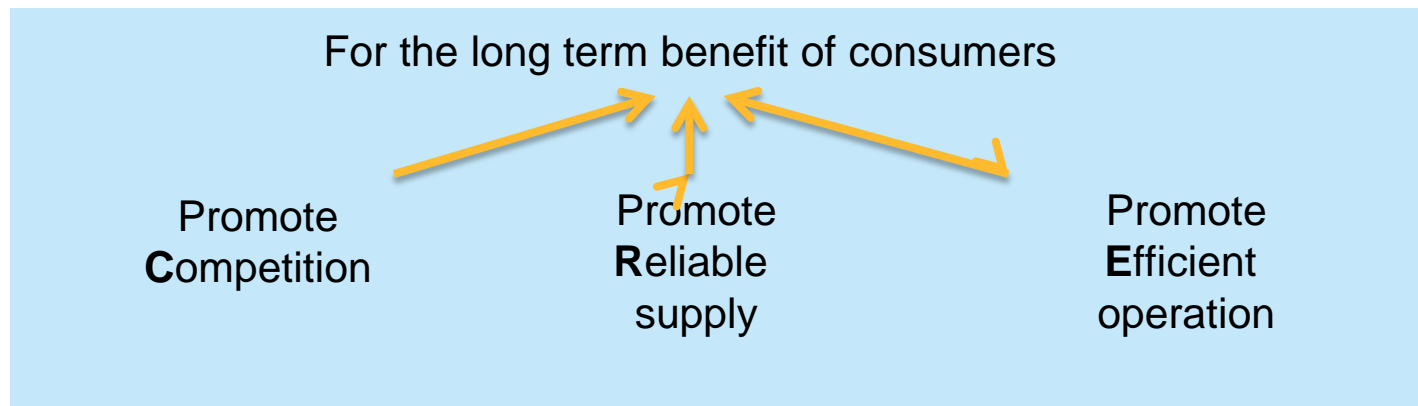 For the long term benefit of consumers
Promote
Competition
Promote
Reliable
supply
Promote
Efficient
operation